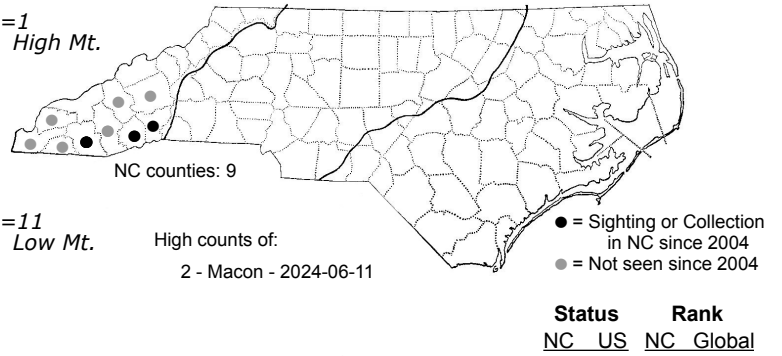 =1
High Mt.
NC counties: 9
=11
Low Mt.
High counts of:
2 - Macon - 2024-06-11
● = Sighting or Collection
in NC since 2004
● = Not seen since 2004
Status Rank
NC US NC Global